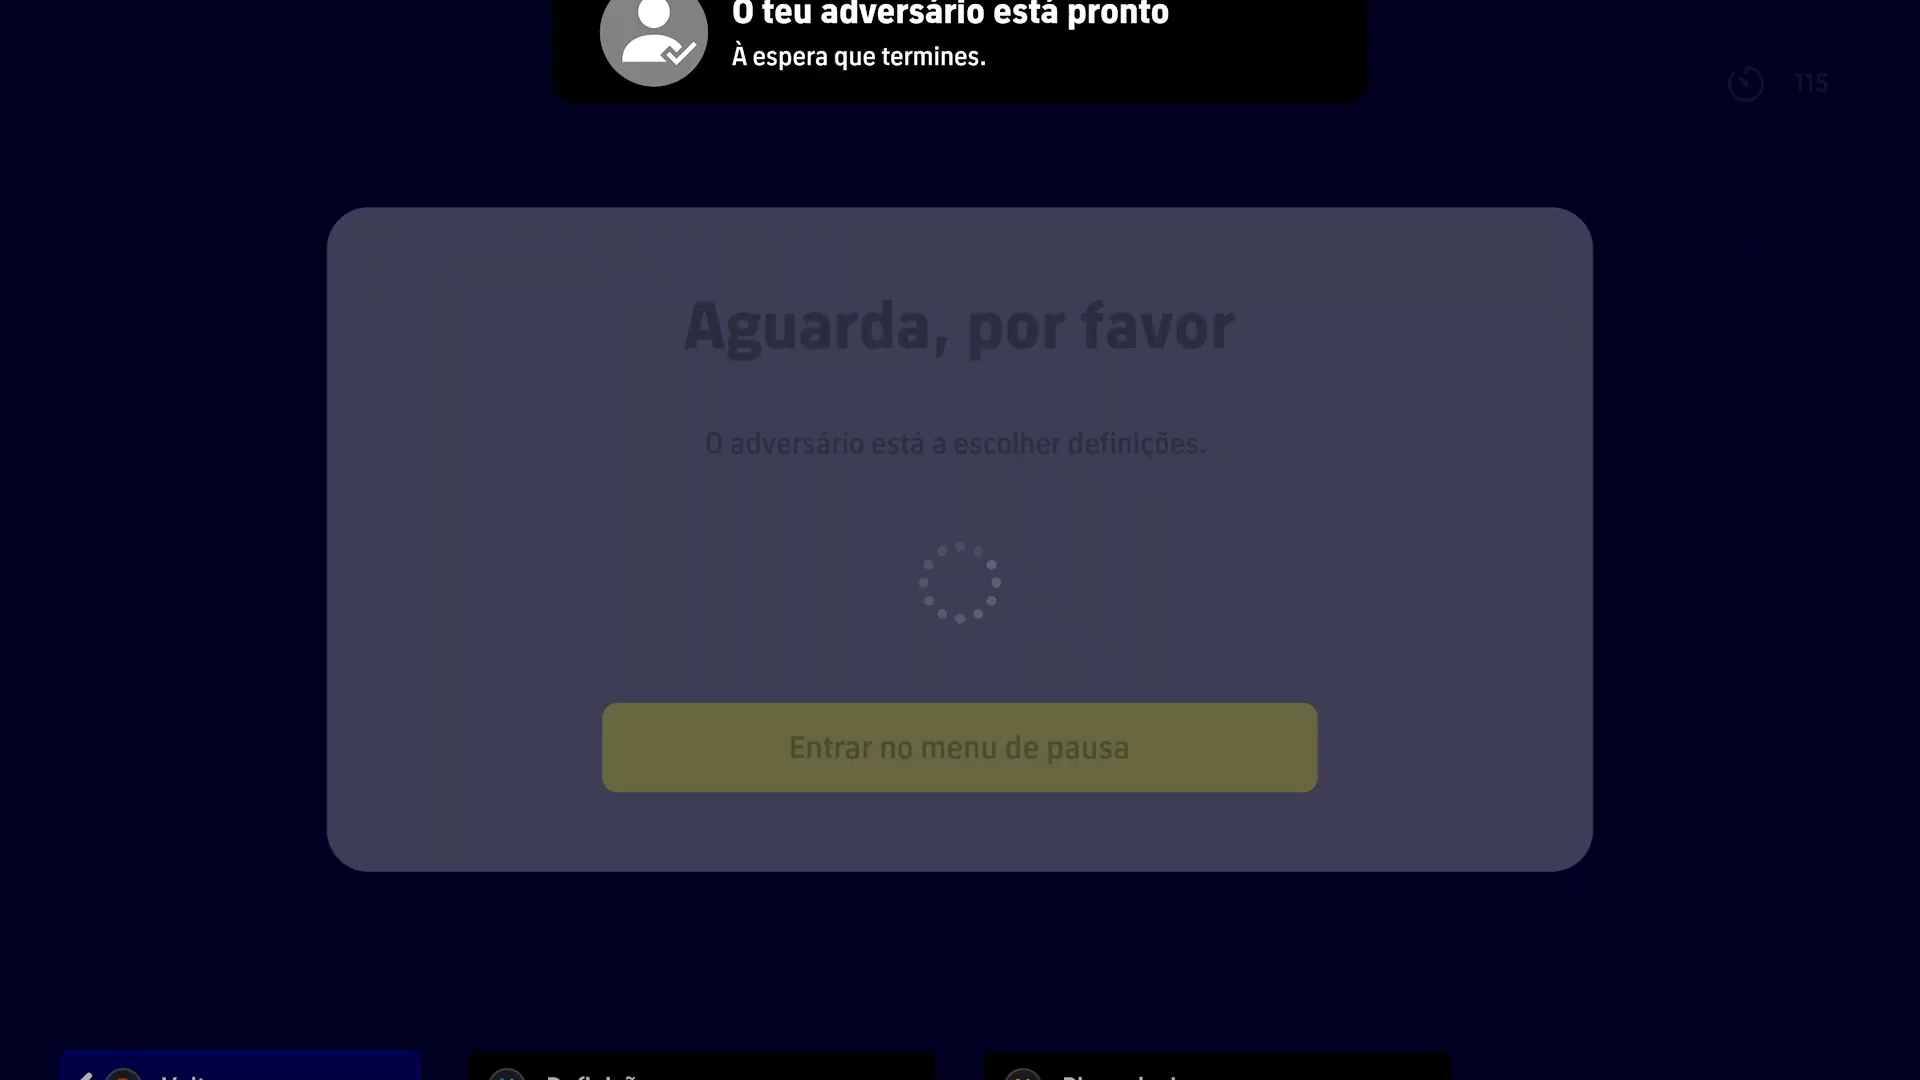 O teu adversário está pronto
À espera que termines.
115
Aguarda, por favor
O adversário está a escolher definições.
Entrar no menu de pausa